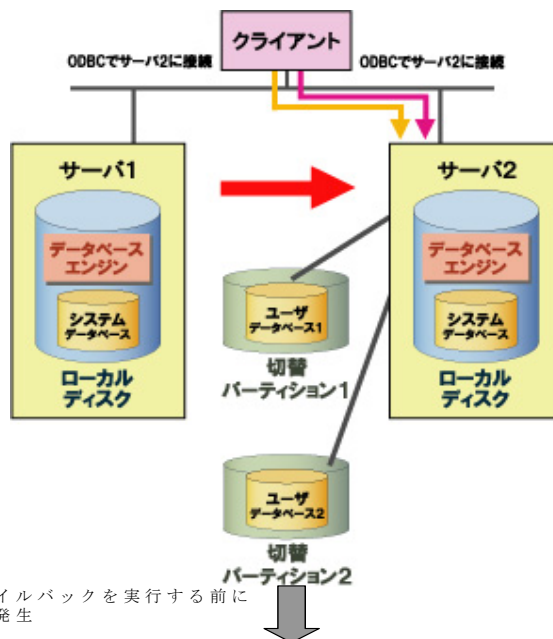 クライアント
ODBCでサーバ2に接続
ODBCでサーバ2に接続
サーバ1
データベース
エンジン
システム
データベース
ローカル
ディスク
サーバ2
データベース
エンジン
システム
データベース
ローカル
ディスク
ユーザ
データベース1
切替
パーティション1
ユーザ
データベース2
切替
パーティション2
イルバックを実行する前に
発生